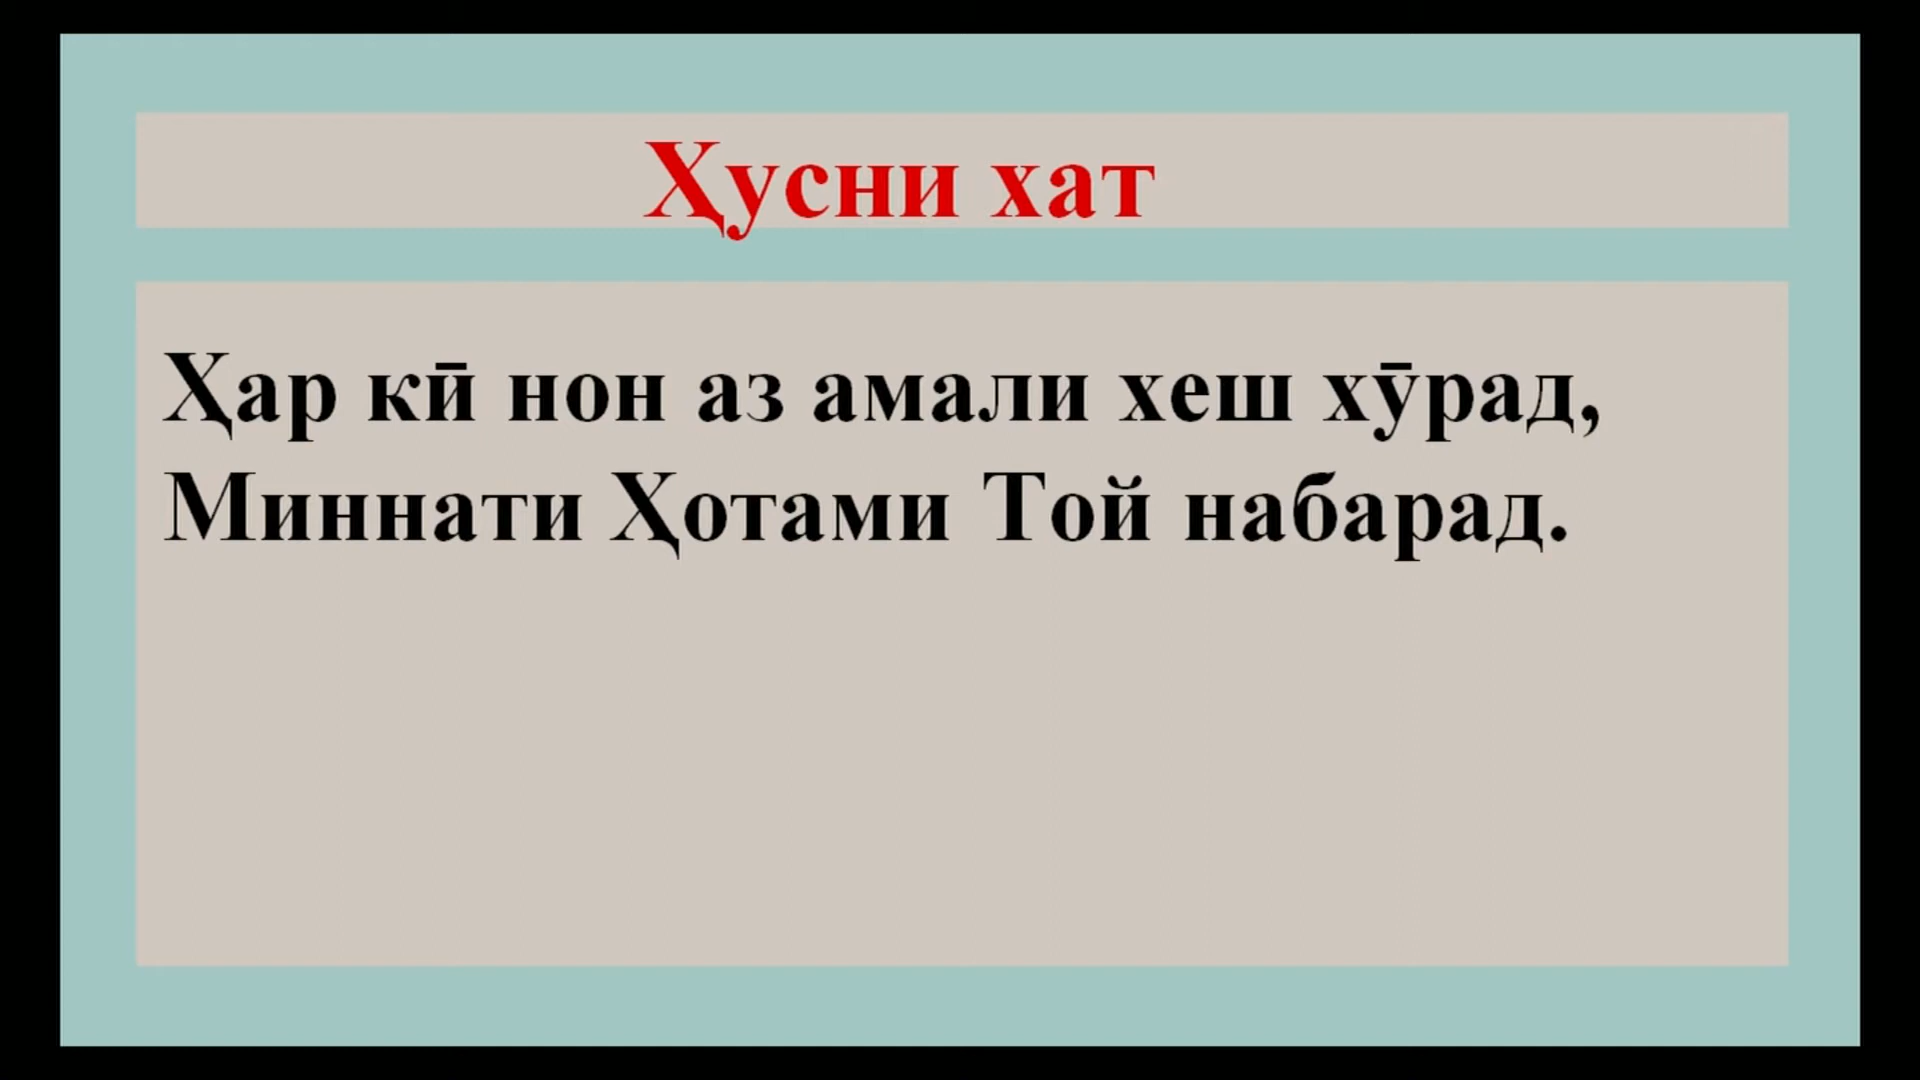 Ҳусни хат
Ҳар кӣ нон аз амали хеш хӯрад,
Миннати Ҳотами Той набарад.